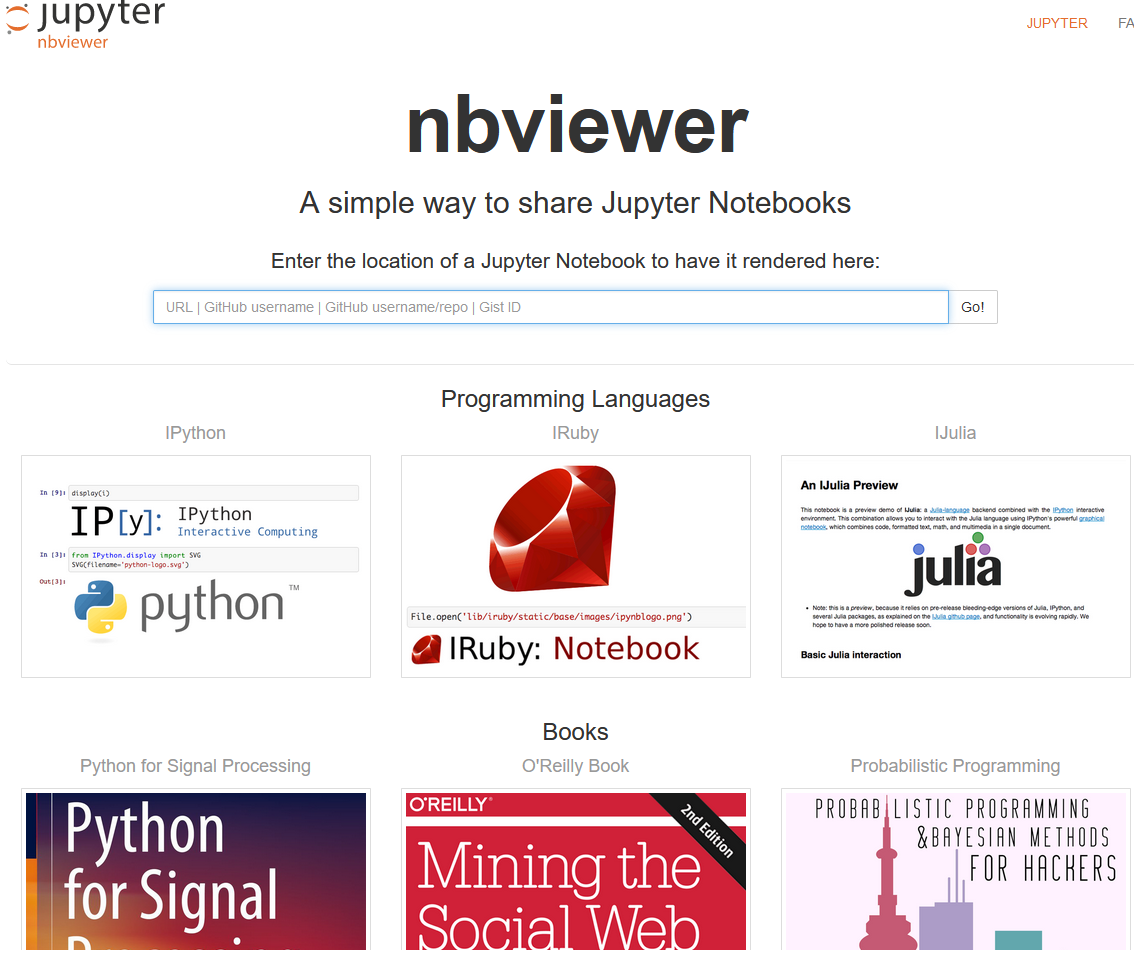 jupyter
nbviewer
JUPYTER FA
nbviewer
A simple way to share Jupyter Notebooks
Enter the location of a Jupyter Notebook to have it rendered here:
URL | GitHub username | GitHub username/repo | Gist ID
Go!
Programming Languages
IPython
IRuby
IJulia
In [9]: display(i)
IP[y]: IPython
Interactive Computing
In [3]: from IPython.display import SVG
SVG(filename='python-logo.svg')
Out[3]:
python™
File.open('lib/iruby/static/base/images/ipynblogo.png')
IRuby: Notebook
An IJulia Preview
This notebook is a preview demo of IJulia: a Julia-language backend combined with the IPython interactive
environment. This combination allows you to interact with the Julia language using IPython's powerful graphical
notebook, which combines code, formatted text, math, and multimedia in a single document.
julia
• Note: this is a preview, because it relies on pre-release bleeding-edge versions of Julia, IPython, and
several Julia packages, as explained on the IJulia github page, and functionality is evolving rapidly. We
hope to have a more polished release soon.
Basic Julia interaction
Books
Python for Signal Processing
O'Reilly Book
Probabilistic Programming
Python
for Signal
Processing
O'REILLY®
2nd Edition
Mining the
Social Web
PROBABILISTIC PROGRAMMING
&BAYESIAN METHODS
FOR HACKERS